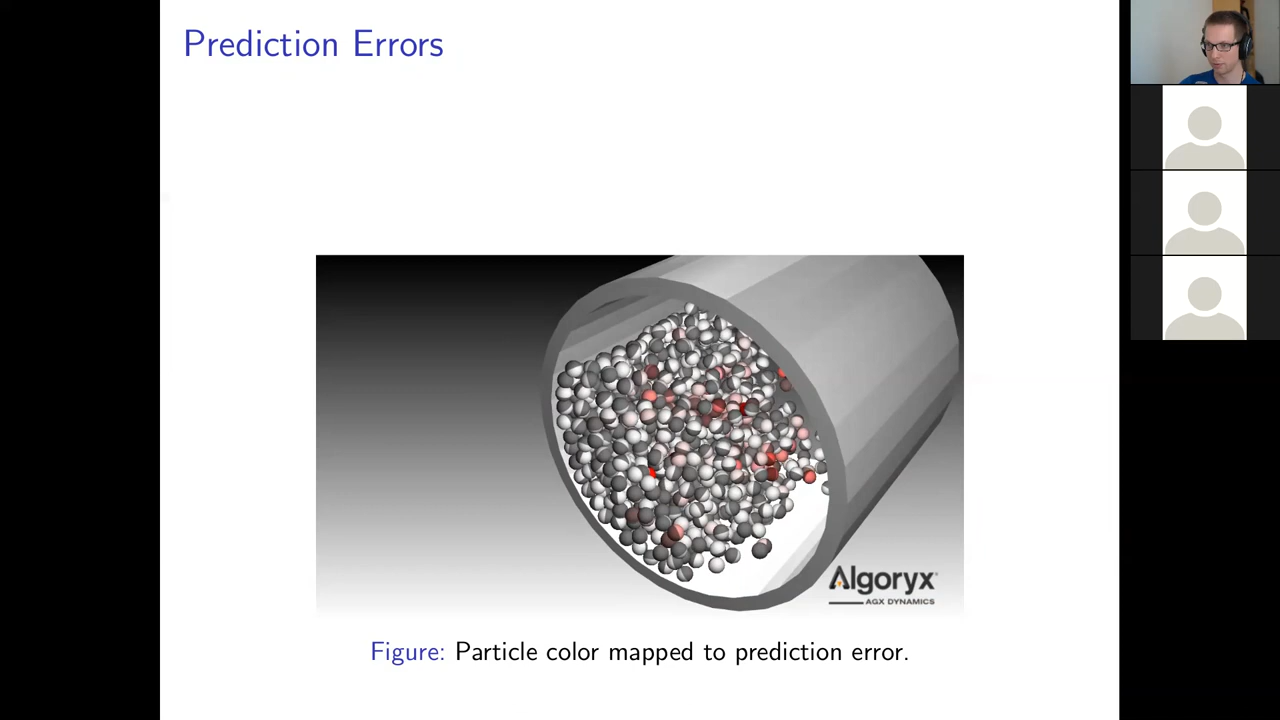 Prediction Errors
Algoryx
AGX DYNAMICS
Figure: Particle color mapped to prediction error.